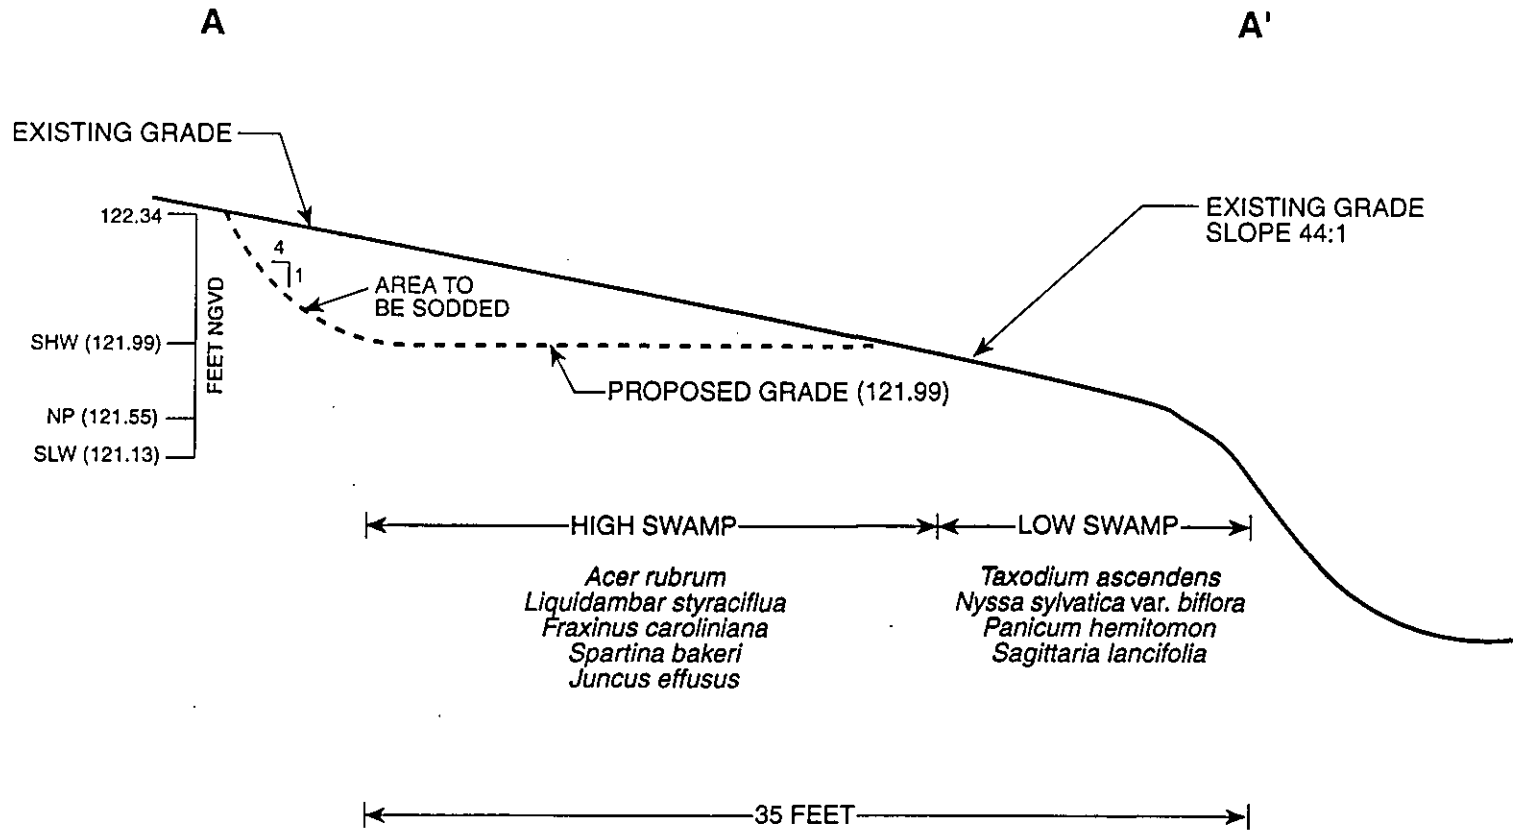 A
A'
EXISTING GRADE
EXISTING GRADE
SLOPE 44:1
122.34
4
1
AREA TO
BE SODDED
FEET NGVD
SHW (121.99)
PROPOSED GRADE (121.99)
NP (121.55)
SLW (121.13)
HIGH SWAMP
LOW SWAMP
Acer rubrum
Liquidambar styraciflua
Fraxinus caroliniana
Spartina bakeri
Juncus effusus
Taxodium ascendens
Nyssa sylvatica var. biflora
Panicum hemitomon
Sagittaria lancifolia
35 FEET